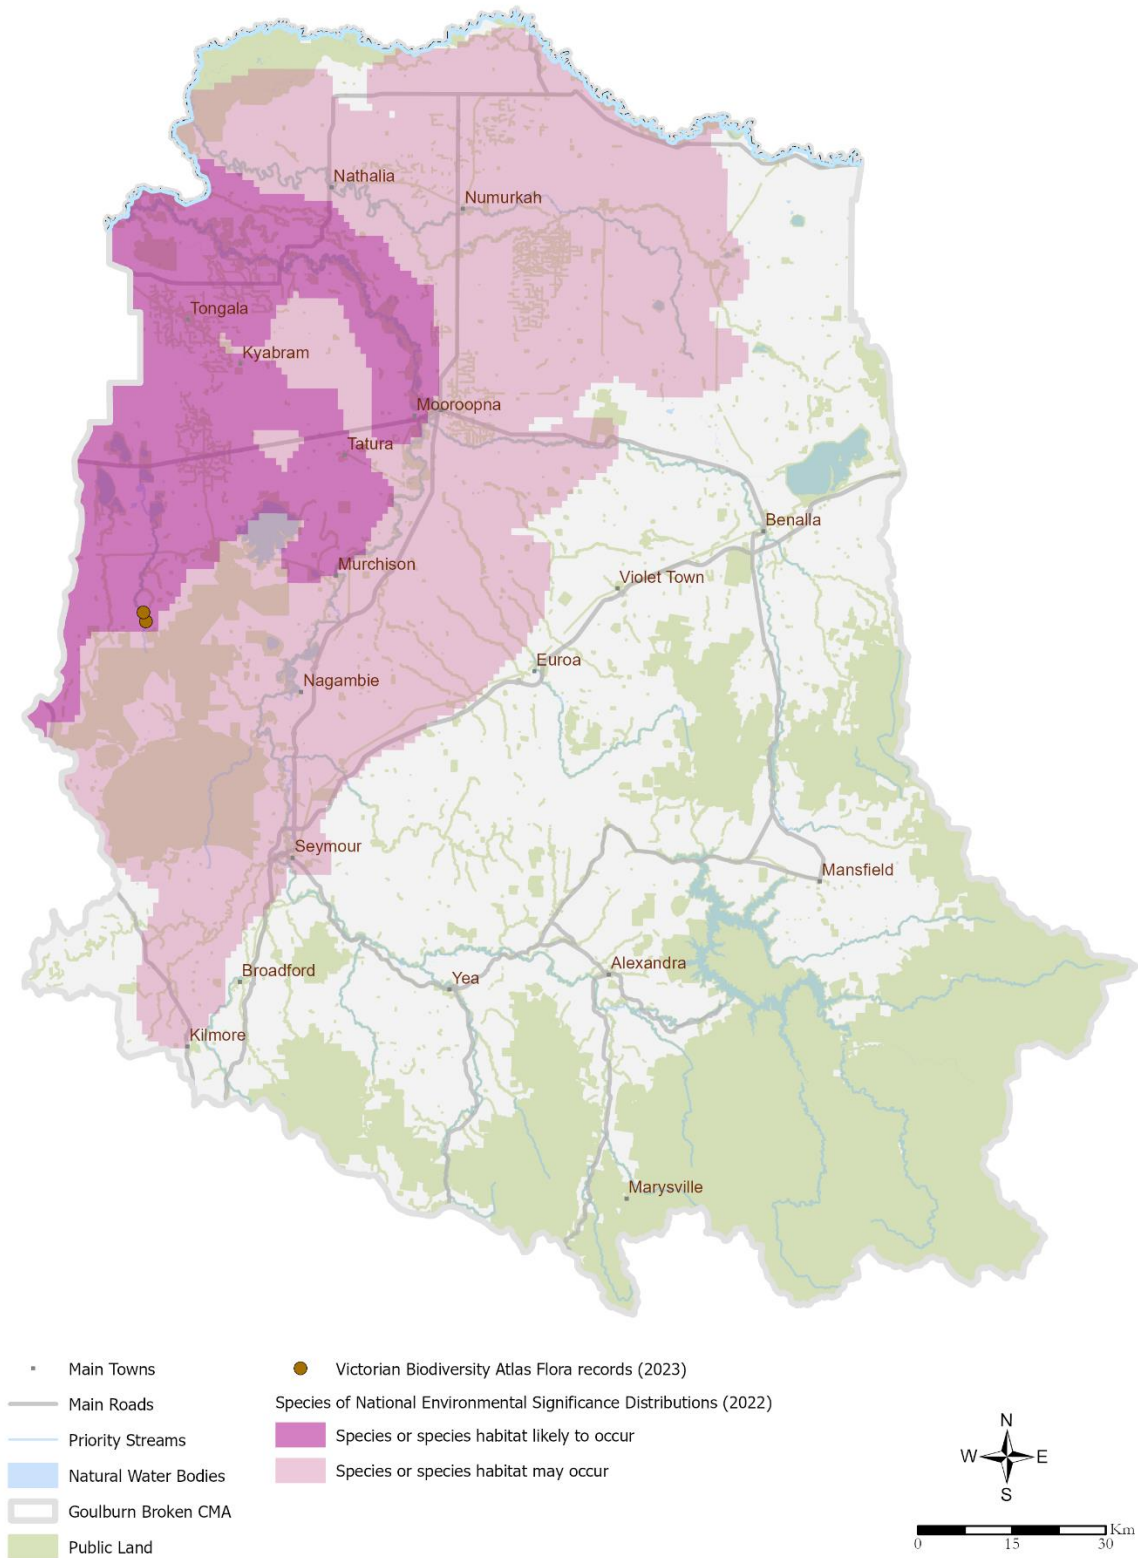 Nathalia
Numurkah
Tongala
Kyabram
Mooroopna
Tatura
Benalla
Murchison
Violet Town
Euroa
Nagambie
Seymour
Mansfield
Broadford
Yea
Alexandra
Kilmore
Marysville
Main Towns
Main Roads
Priority Streams
Natural Water Bodies
Goulburn Broken CMA
Public Land
Victorian Biodiversity Atlas Flora records (2023)
Species of National Environmental Significance Distributions (2022)
Species or species habitat likely to occur
Species or species habitat may occur
N
W E
S
Km
0 15 30